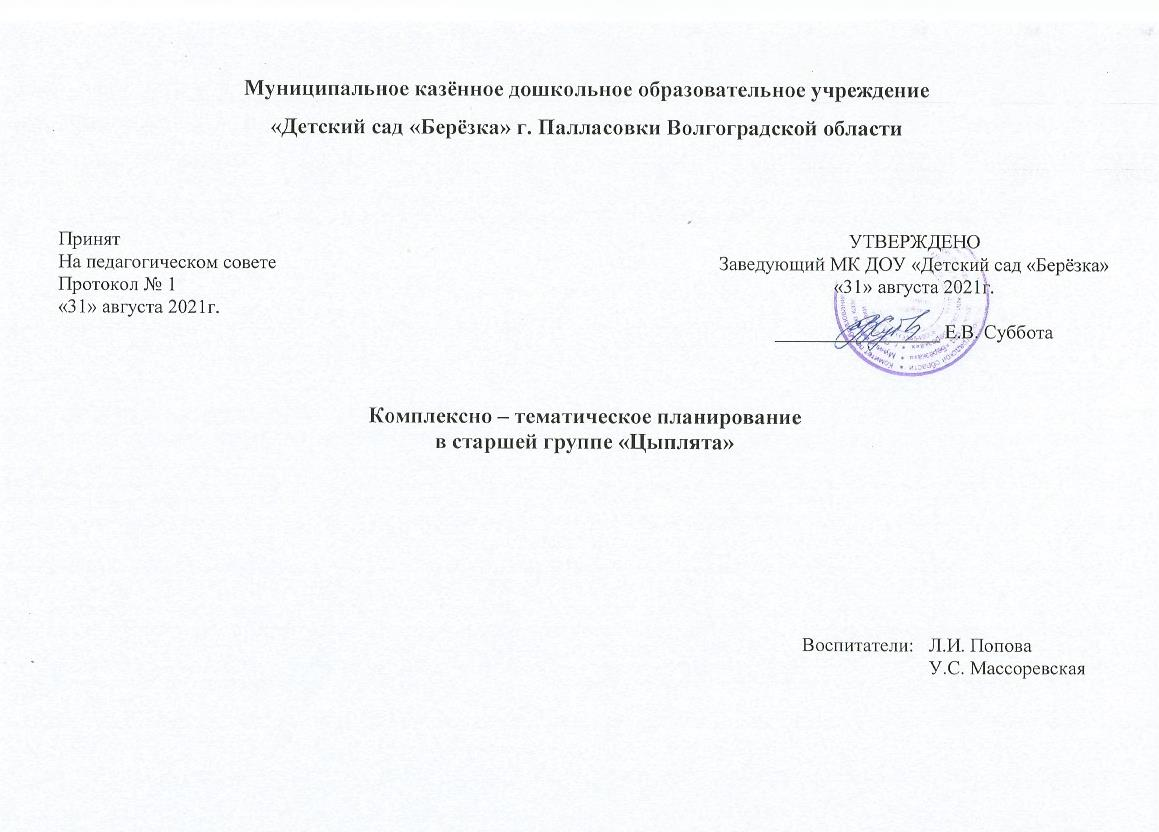 Муниципальное казённое дошкольное образовательное учреждение
«Детский сад «Берёзка» г. Палласовки Волгоградской области
Принят
На педагогическом совете
Протокол № 1
«31» августа 2021г.
УТВЕРЖДЕНО
Заведующий МК ДОУ «Детский сад «Берёзка»
«31» августа 2021г.
Е.В. Суббота
Комплексно – тематическое планирование
в старшей группе «Цыплята»
Воспитатели: Л.И. Попова
У.С. Массоревская